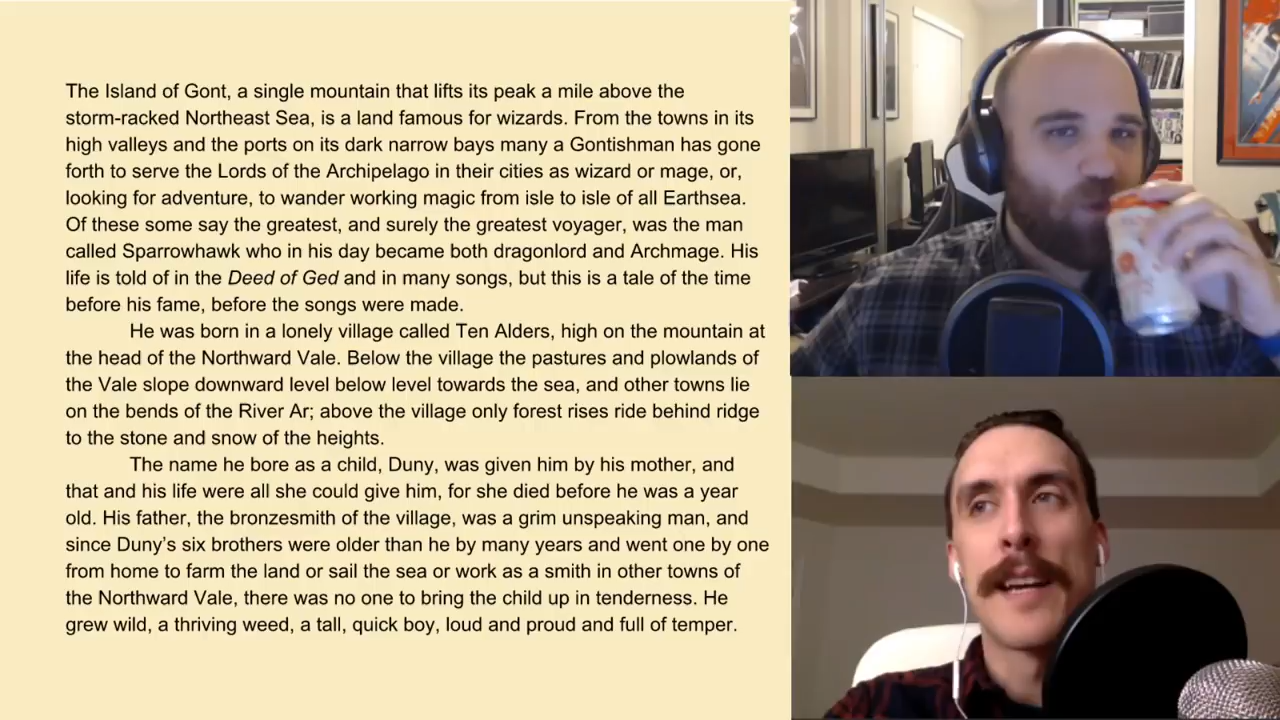 The Island of Gont, a single mountain that lifts its peak a mile above the
storm-racked Northeast Sea, is a land famous for wizards. From the towns in its
high valleys and the ports on its dark narrow bays many a Gontishman has gone
forth to serve the Lords of the Archipelago in their cities as wizard or mage, or,
looking for adventure, to wander working magic from isle to isle of all Earthsea.
Of these some say the greatest, and surely the greatest voyager, was the man
called Sparrowhawk who in his day became both dragonlord and Archmage. His
life is told of in the Deed of Ged and in many songs, but this is a tale of the time
before his fame, before the songs were made.
He was born in a lonely village called Ten Alders, high on the mountain at
the head of the Northward Vale. Below the village the pastures and plowlands of
the Vale slope downward level below level towards the sea, and other towns lie
on the bends of the River Ar; above the village only forest rises ride behind ridge
to the stone and snow of the heights.
The name he bore as a child, Duny, was given him by his mother, and
that and his life were all she could give him, for she died before he was a year
old. His father, the bronzesmith of the village, was a grim unspeaking man, and
since Duny's six brothers were older than he by many years and went one by one
from home to farm the land or sail the sea or work as a smith in other towns of
the Northward Vale, there was no one to bring the child up in tenderness. He
grew wild, a thriving weed, a tall, quick boy, loud and proud and full of temper.